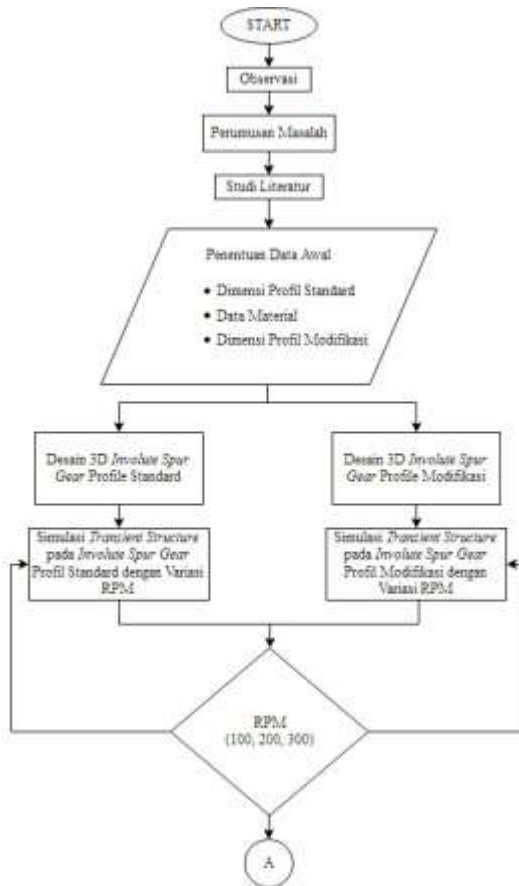 START
Observasi
Perumusan Masalah
Studi Literatur
Penentuan Data Awal
• Dimensi Profil Standard
• Data Material
• Dimensi Profil Modifikasi
Desain 3D Involute Spur
Gear Profile Standard
Desain 3D Involute Spur
Gear Profile Modifikasi
Simulasi Transient Structure
pada Involute Spur Gear
Profil Standard dengan Variasi
RPM
Simulasi Transient Structure
pada Involute Spur Gear
Profil Modifikasi dengan
Variasi RPM
RPM
(100, 200, 300)
A